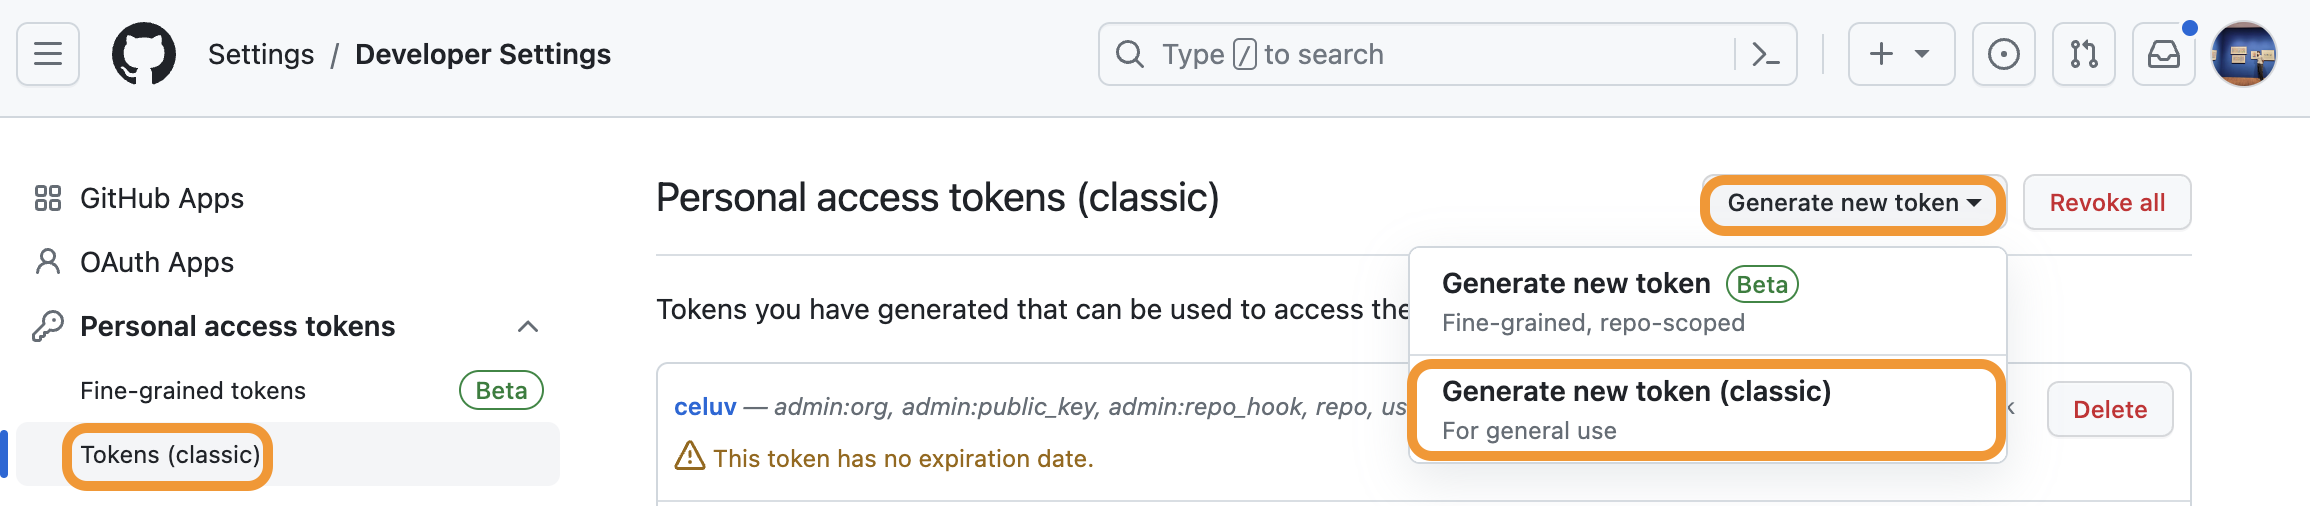 Settings / Developer Settings
Type / to search
GitHub Apps
OAuth Apps
Personal access tokens
Fine-grained tokens Beta
Tokens (classic)
Personal access tokens (classic)
Generate new token
Revoke all
Generate new token Beta
Fine-grained, repo-scoped
Generate new token (classic)
For general use
Tokens you have generated that can be used to access the
celuv — admin:org, admin:public_key, admin:repo_hook, repo, us
Delete
This token has no expiration date.